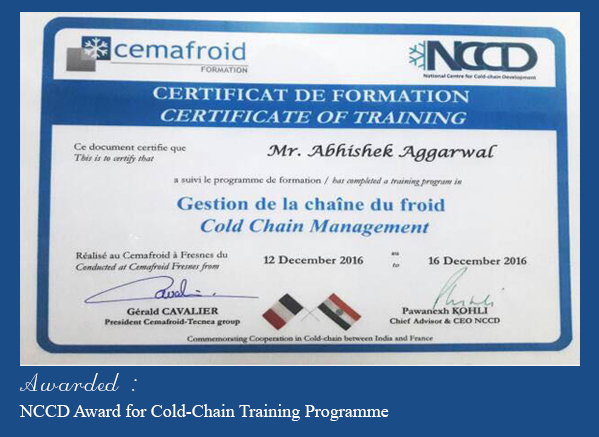 cemafroid
FORMATION
NCCD
National Centre for Cold-chain Development
CERTIFICAT DE FORMATION
CERTIFICATE OF TRAINING
Ce document certifie que
This is to certify that
Mr. Abhishek Aggarwal
a suivi le programme de formation / has completed a training program in
Gestion de la chaîne du froid
Cold Chain Management
Réalisé au Cemafroid à Fresnes du
Conducted at Cemafroid Fresnes from
12 December 2016
au
to
16 December 2016
Gérald CAVALIER
President Cemafroid-Tecnea group
Pawanexh KOHLI
Chief Advisor & CEO NCCD
Commemorating Cooperation in Cold-chain between India and France
Awarded :
NCCD Award for Cold-Chain Training Programme